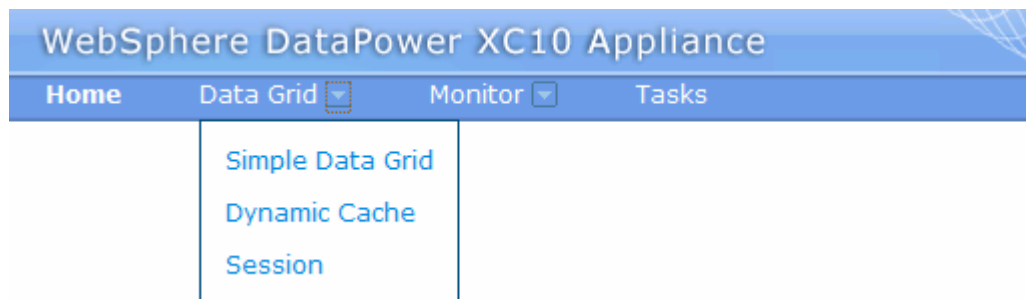 WebSphere DataPower XC10 Appliance
Home Data Grid Monitor Tasks
Simple Data Grid
Dynamic Cache
Session